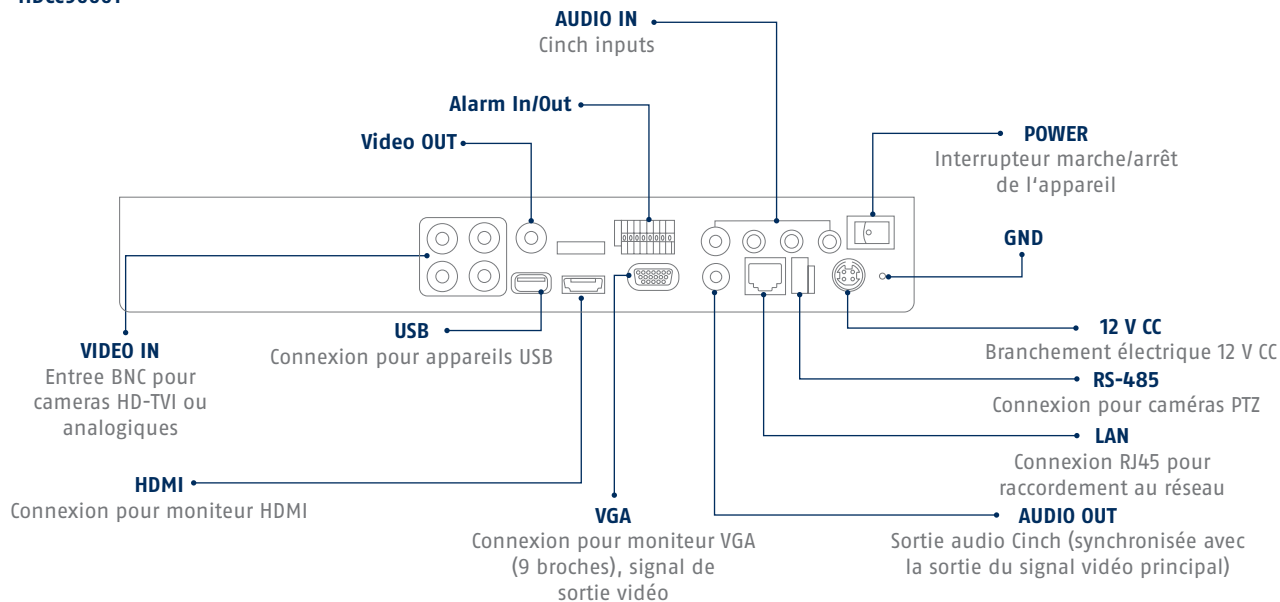 AUDIO IN
Cinch inputs
Alarm In/Out
Video OUT
POWER
Interrupteur marche/arrêt
de l'appareil
GND
USB
Connexion pour appareils USB
VIDEO IN
Entree BNC pour
cameras HD-TVI ou
analogiques
12 V CC
Branchement électrique 12 V CC
RS-485
Connexion pour caméras PTZ
LAN
Connexion RJ45 pour
raccordement au réseau
HDMI
Connexion pour moniteur HDMI
VGA
Connexion pour moniteur VGA
(9 broches), signal de
sortie vidéo
AUDIO OUT
Sortie audio Cinch (synchronisée avec
la sortie du signal vidéo principal)